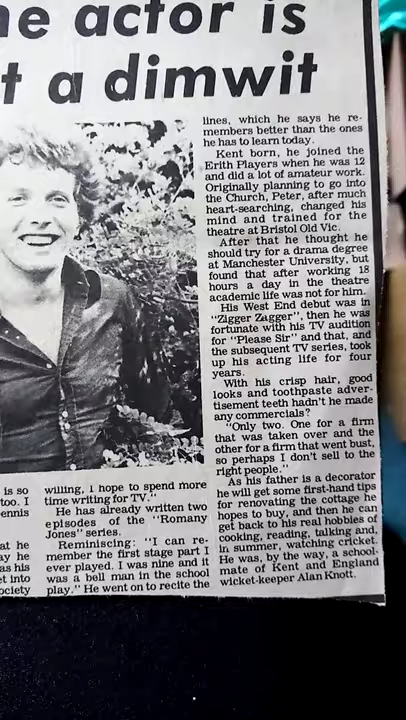 he actor is
t a dimwit
is so
too. I
ennis
at he
ay he
as his
et into
ociety
willing, I hope to spend more
time writing for TV."
He has already written two
episodes of the "Romany
Jones" series.
Reminiscing: "I can re-
member the first stage part I
ever played. I was nine and it
was a bell man in the school
play." He went on to recite the
lines, which he says he re-
members better than the ones
he has to learn today.
Kent born, he joined the
Erith Players when he was 12
and did a lot of amateur work.
Originally planning to go into
the Church, Peter, after much
heart-searching, changed his
mind and trained for the
theatre at Bristol Old Vic.
After that he thought he
should try for a drama degree
at Manchester University, but
found that after working 18
hours a day in the theatre
academic life was not for him.
His West End debut was in
"Zigger Zagger", then he was
fortunate with his TV audition
for "Please Sir" and that, and
the subsequent TV series, took
up his acting life for four
years.
With his crisp hair, good
looks and toothpaste adver-
tisement teeth hadn't he made
any commercials?
"Only two. One for a firm
that was taken over and the
other for a firm that went bust,
so perhaps I don't sell to the
right people."
As his father is a decorator
he will get some first-hand tips
for renovating the cottage he
hopes to buy, and then he can
get back to his real hobbies of
cooking, reading, talking and,
in summer, watching cricket.
He was, by the way, a school-
mate of Kent and England
wicket-keeper Alan Knott.